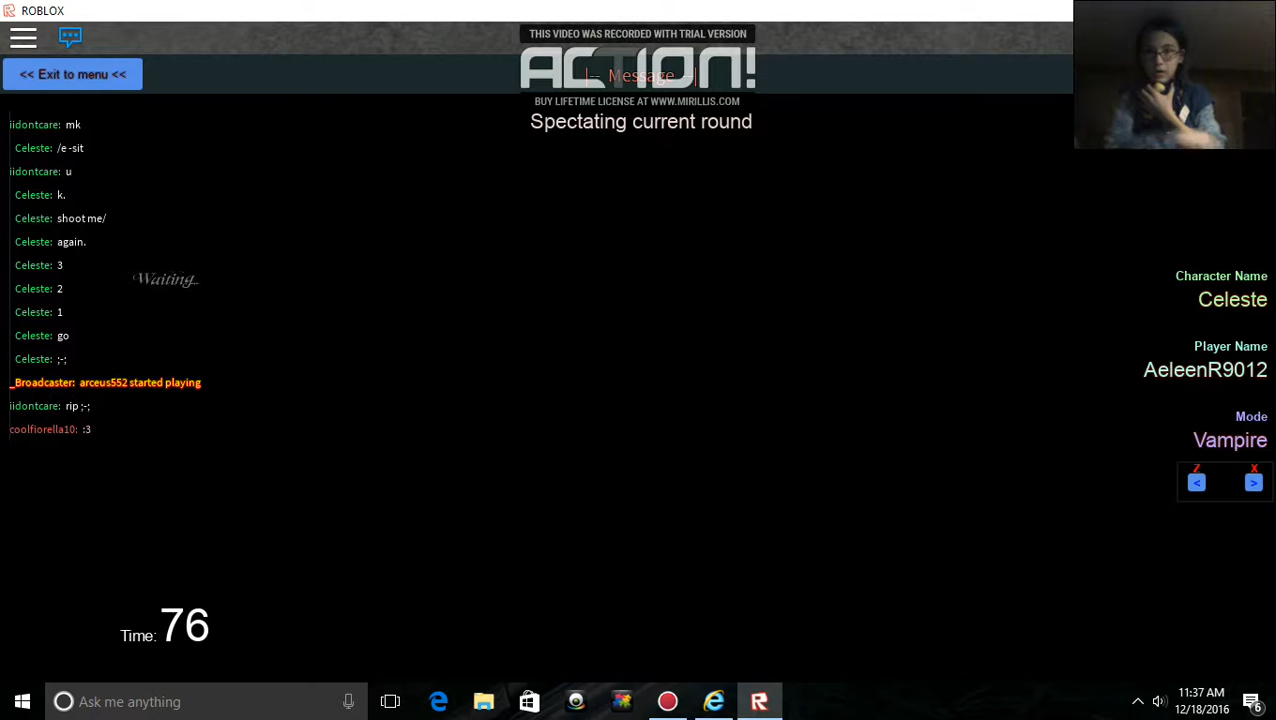 ROBLOX
THIS VIDEO WAS RECORDED WITH TRIAL VERSION
ACTION!
BUY LIFETIME LICENSE AT WWW.MIRILLIS.COM
<< Exit to menu <<
|-- Message --|
Spectating current round
iidontcare: mk
Celeste: /e -sit
iidontcare: u
Celeste: k.
Celeste: shoot me/
Celeste: again.
Celeste: 3
Celeste: 2
Celeste: 1
Celeste: go
Celeste: ;-;
_Broadcaster: arceus552 started playing
iidontcare: rip ;-;
coolfiorella10: :3
Waiting...
Character Name
Celeste
Player Name
AeleenR9012
Mode
Vampire
Z X
< >
Time: 76
Ask me anything
11:37 AM
12/18/2016
6